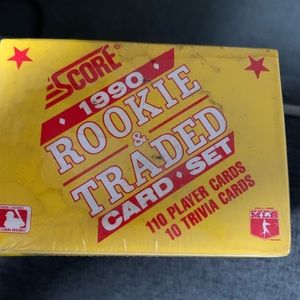 SCORE
1990
ROOKIE
&
TRADED
CARD • SET
110 PLAYER CARDS
10 TRIVIA CARDS